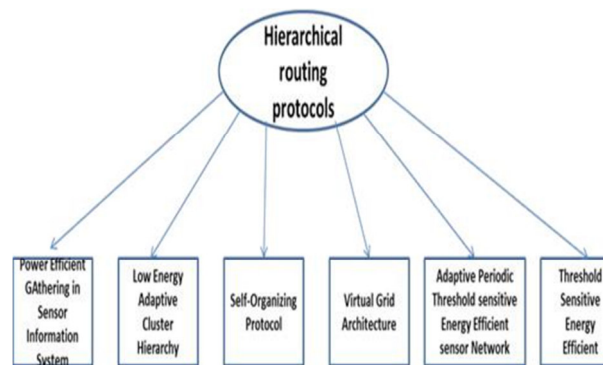 Hierarchical
routing
protocols
Power Efficient
GAthering in
Sensor
Information
System
Low Energy
Adaptive
Cluster
Hierarchy
Self-Organizing
Protocol
Virtual Grid
Architecture
Adaptive Periodic
Threshold sensitive
Energy Efficient
sensor Network
Threshold
Sensitive
Energy
Efficient